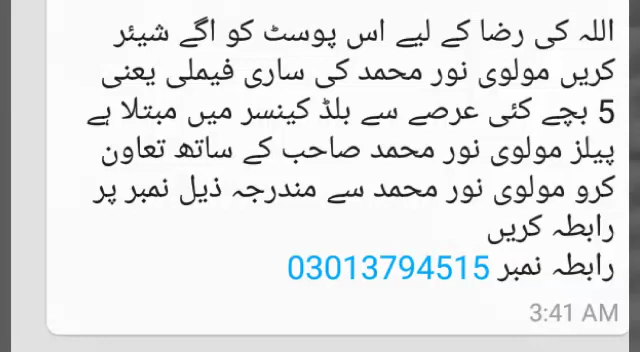 اللہ کی رضا کے لیے اس پوسٹ کو اگے شیئر
کریں مولوی نور محمد کی ساری فیملی یعنی
5 بچے کئی عرصے سے بلڈ کینسر میں مبتلا ہے
پیلز مولوی نور محمد صاحب کے ساتھ تعاون
کرو مولوی نور محمد سے مندرجہ ذیل نمبر پر
رابطہ کریں
رابطہ نمبر 03013794515
3:41 AM